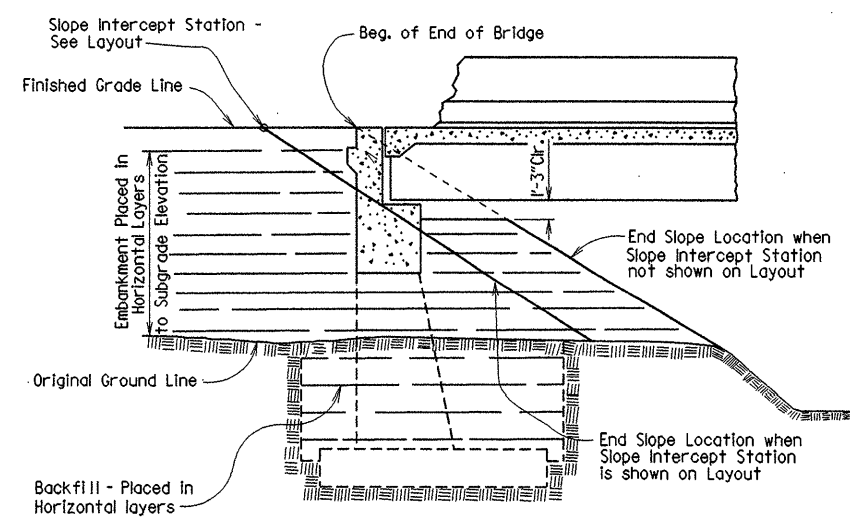 Slope Intercept Station -
See Layout
Beg. of End of Bridge
Finished Grade Line
Embankment Placed in
Horizontal Layers
to Subgrade Elevation
1'-3"Clr.
End Slope Location when
Slope Intercept Station
not shown on Layout
Original Ground Line
End Slope Location when
Slope Intercept Station
is shown on Layout
Backfill - Placed in
Horizontal layers